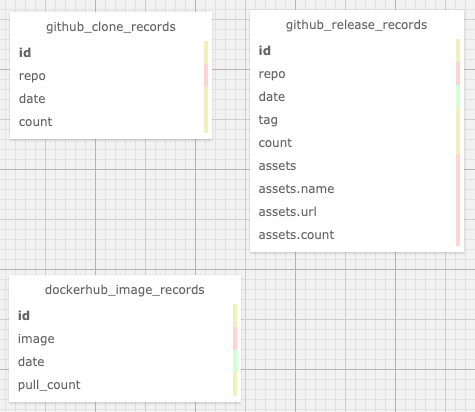 github_clone_records
id
repo
date
count
github_release_records
id
repo
date
tag
count
assets
assets.name
assets.url
assets.count
dockerhub_image_records
id
image
date
pull_count